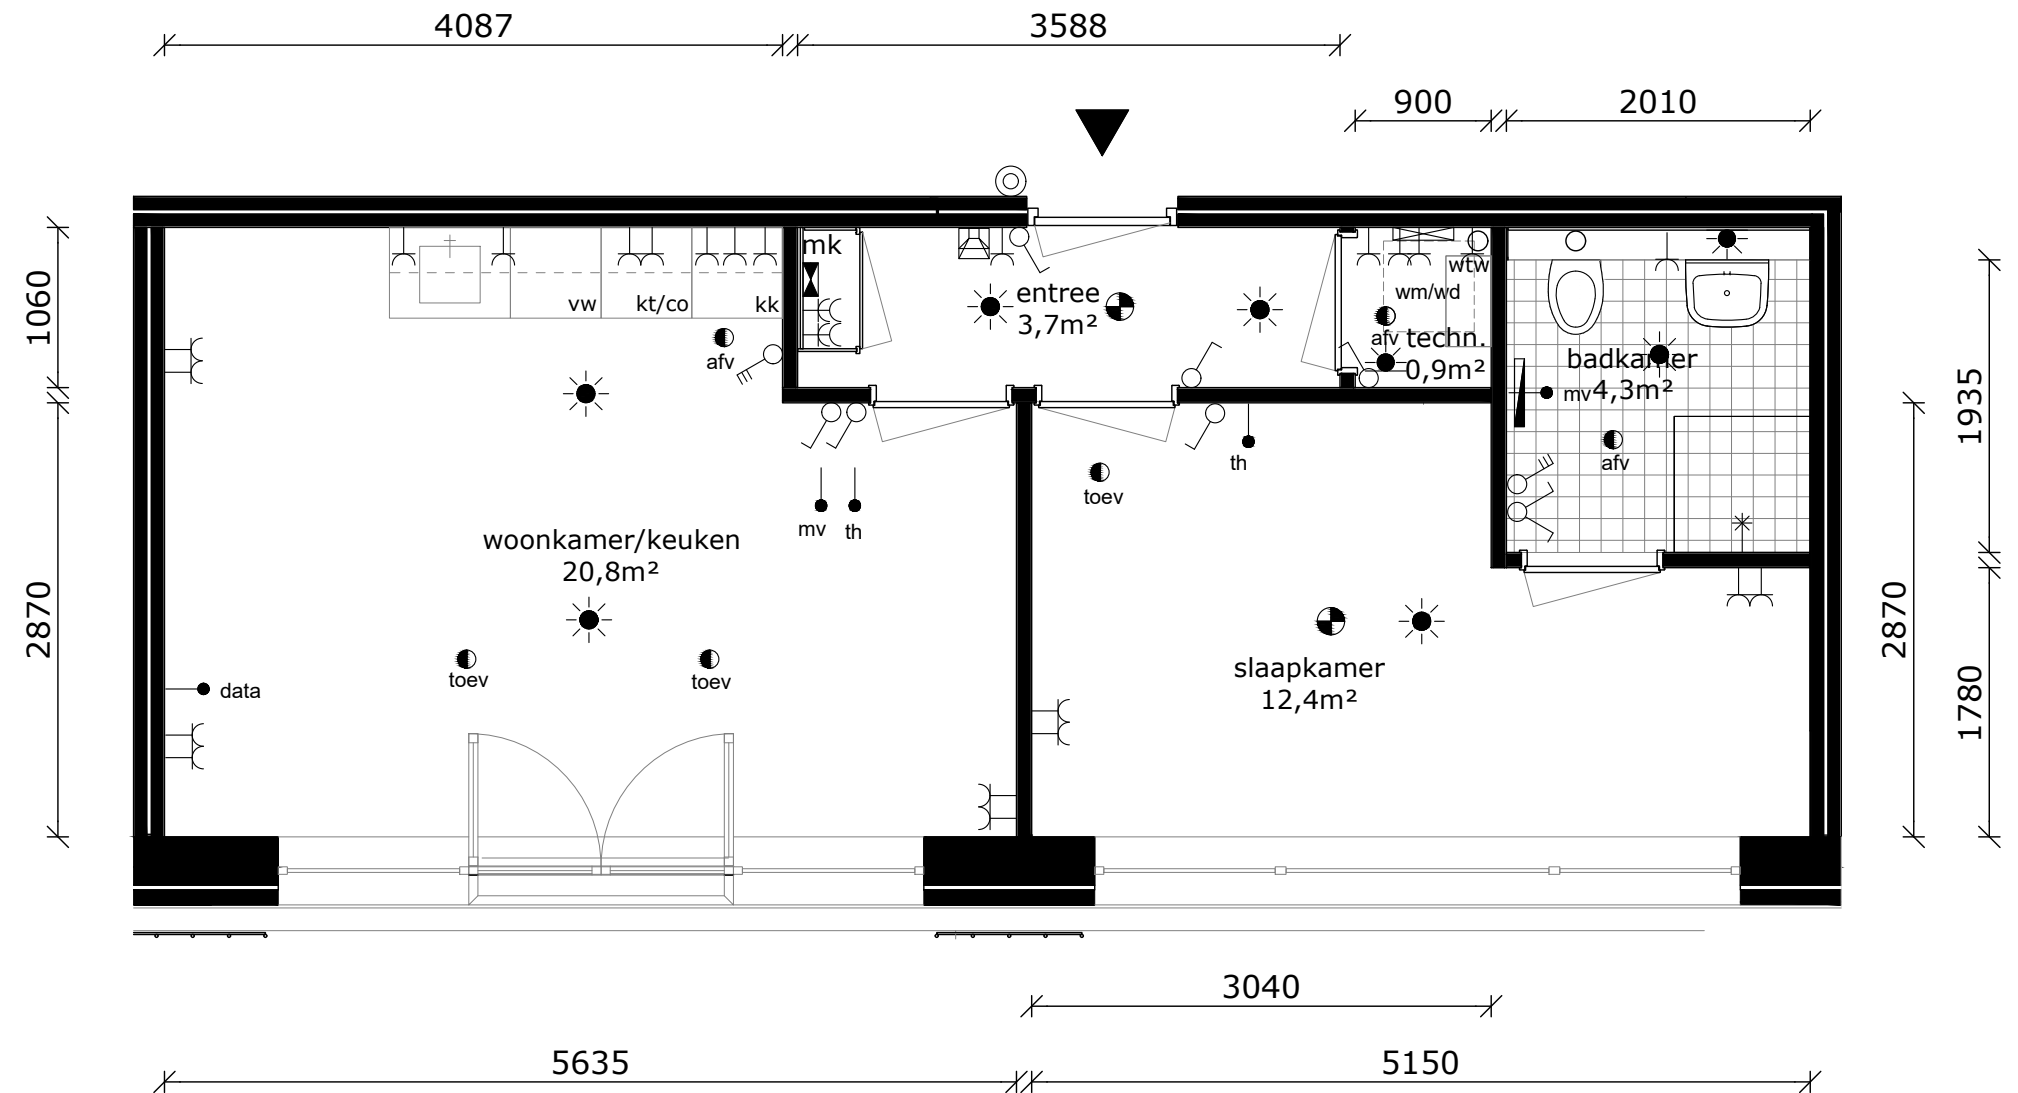 4087
3588
900
2010
mk
entree
3,7m²
wtw
wm/wd
vw
kt/co
kk
afv
afv
techn.
0,9m²
badkamer
mv
4,3m²
1060
1935
th
afv
toev
mv
th
woonkamer/keuken
20,8m²
2870
2870
toev
toev
data
slaapkamer
12,4m²
1780
3040
5635
5150